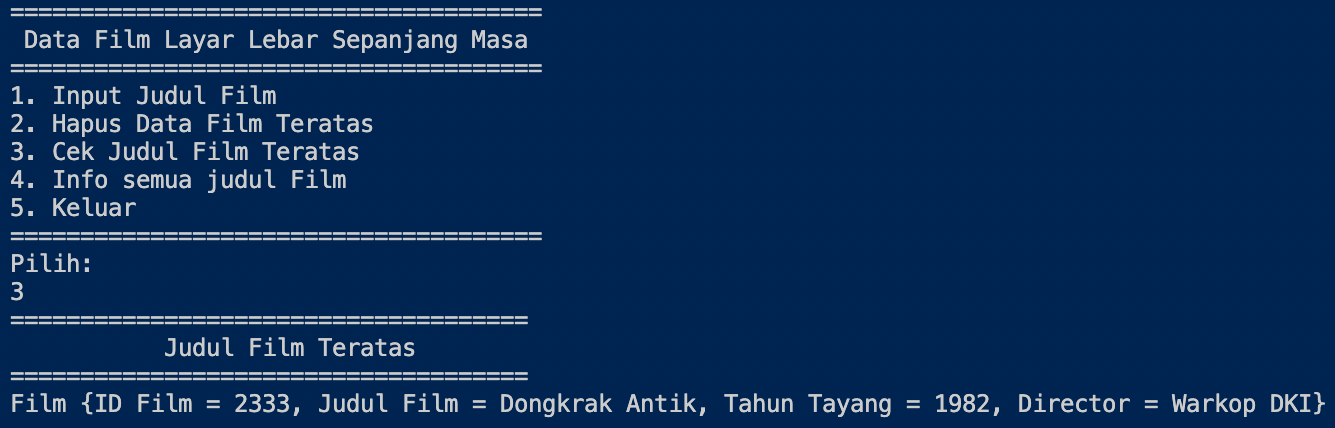 ======================================
 Data Film Layar Lebar Sepanjang Masa
======================================
1. Input Judul Film
2. Hapus Data Film Teratas
3. Cek Judul Film Teratas
4. Info semua judul Film
5. Keluar
======================================
Pilih:
3
=====================================
           Judul Film Teratas
=====================================
Film {ID Film = 2333, Judul Film = Dongkrak Antik, Tahun Tayang = 1982, Director = Warkop DKI}